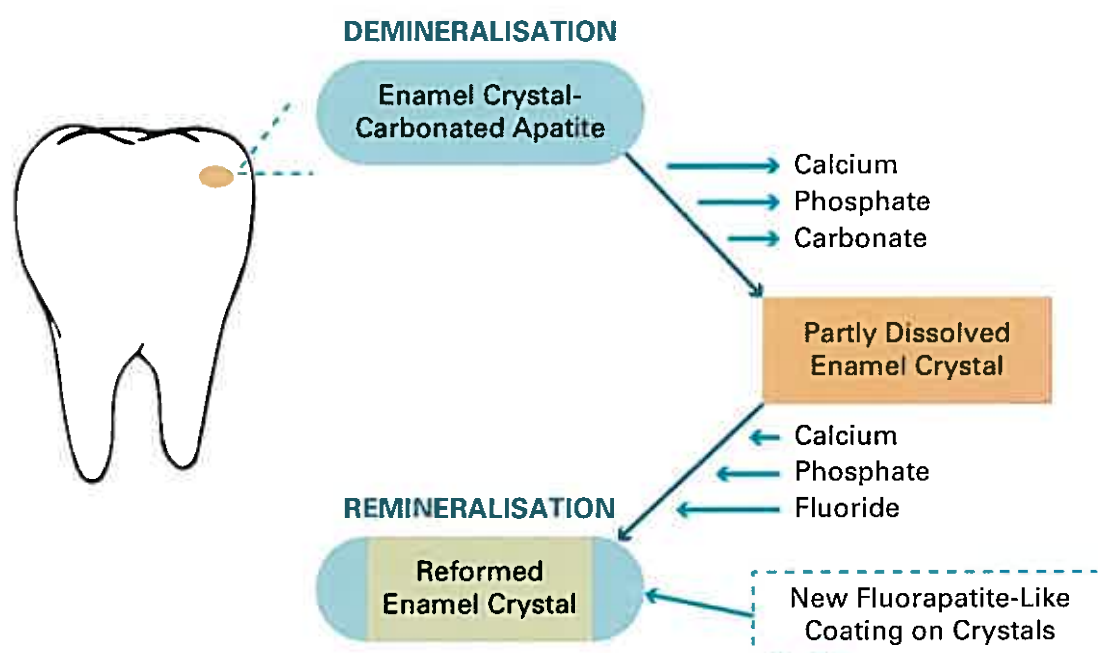 DEMINERALISATION
Enamel Crystal-
Carbonated Apatite
Calcium
Phosphate
Carbonate
Partly Dissolved
Enamel Crystal
Calcium
Phosphate
Fluoride
REMINERALISATION
Reformed
Enamel Crystal
New Fluorapatite-Like
Coating on Crystals